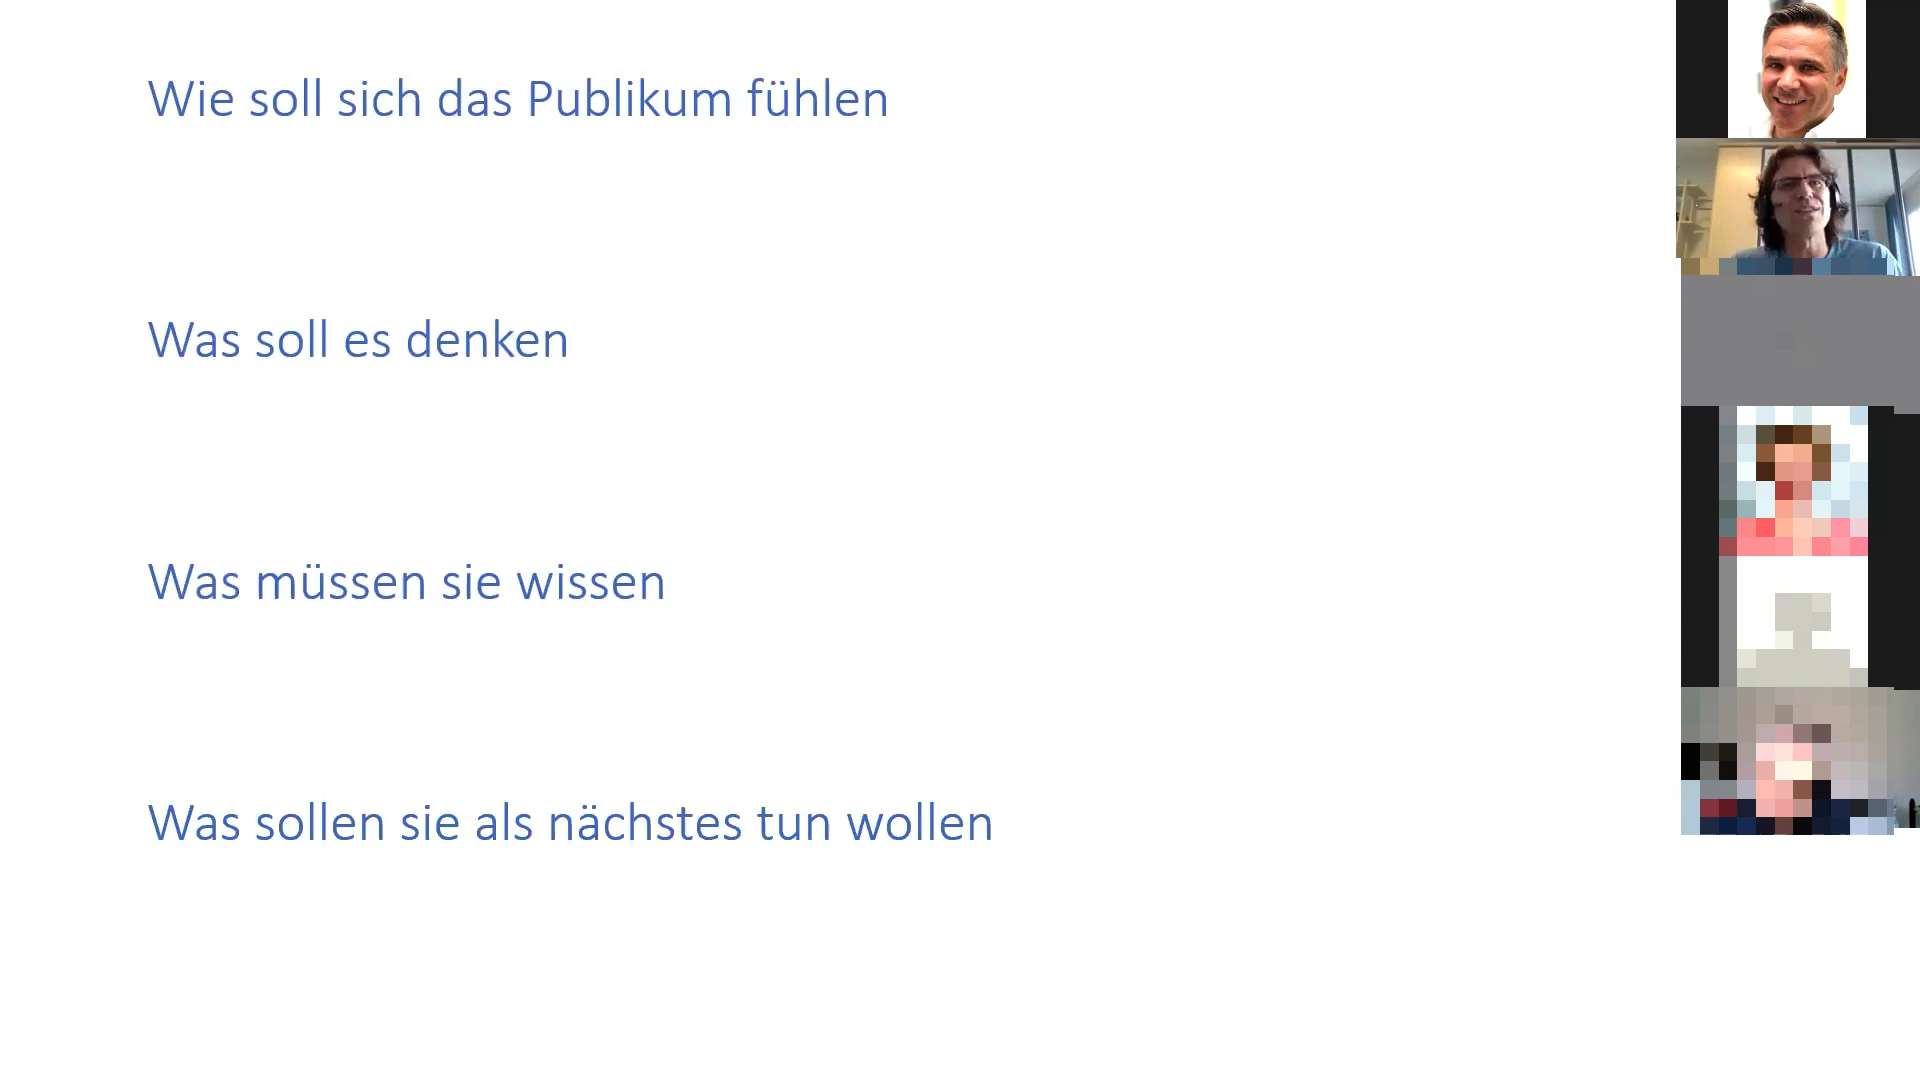 Wie soll sich das Publikum fühlen
Was soll es denken
Was müssen sie wissen
Was sollen sie als nächstes tun wollen